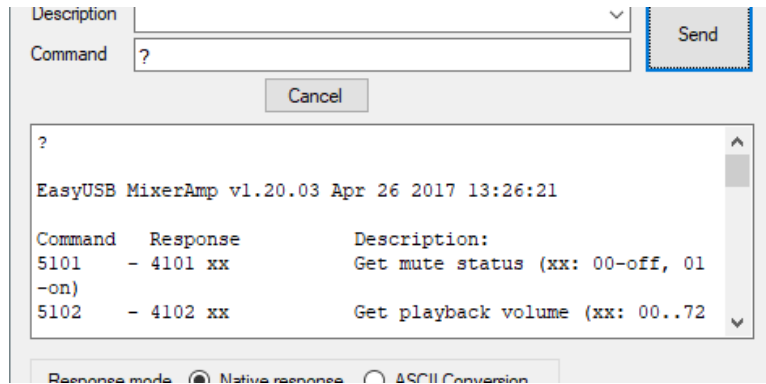 Description
Send
Command ?
Cancel
?
EasyUSB MixerAmp v1.20.03 Apr 26 2017 13:26:21
Command Response Description:
5101 - 4101 xx Get mute status (xx: 00-off, 01
-on)
5102 - 4102 xx Get playback volume (xx: 00..72
Response mode Native response ASCII Conversion